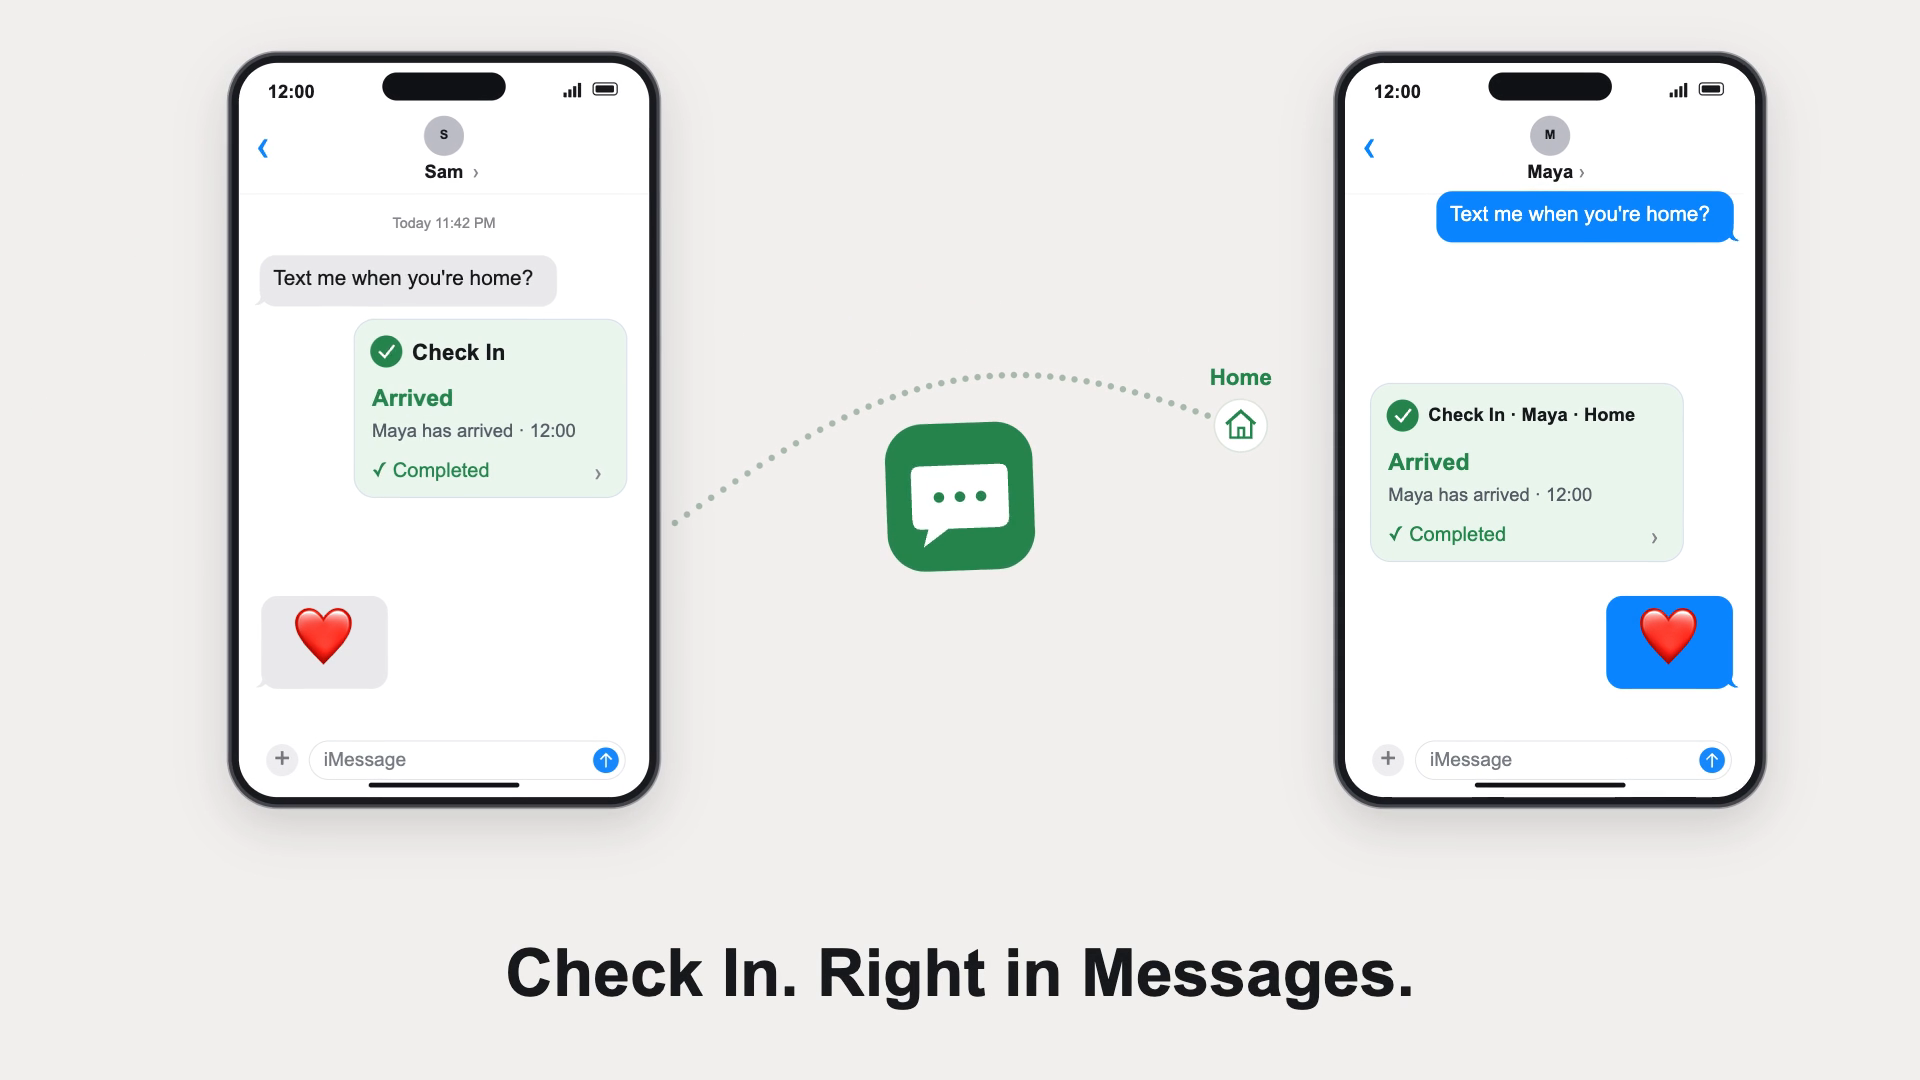 12:00
S
Sam ›
Today 11:42 PM
Text me when you're home?
Check In
Arrived
Maya has arrived · 12:00
✓ Completed ›
iMessage
Home
12:00
M
Maya ›
Text me when you're home?
Check In · Maya · Home
Arrived
Maya has arrived · 12:00
✓ Completed ›
iMessage
Check In. Right in Messages.